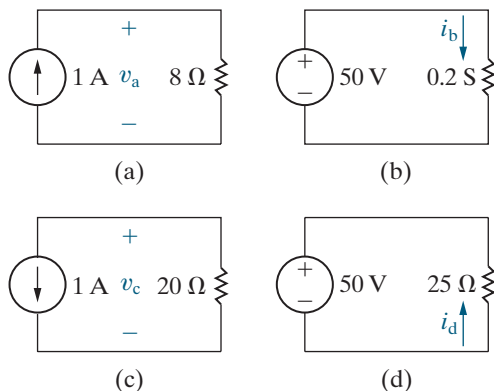 +
1 A v_a 8 Ω
−
(a)
i_b
+
−
50 V 0.2 S
(b)
+
1 A v_c 20 Ω
−
(c)
+
−
50 V 25 Ω
i_d
(d)